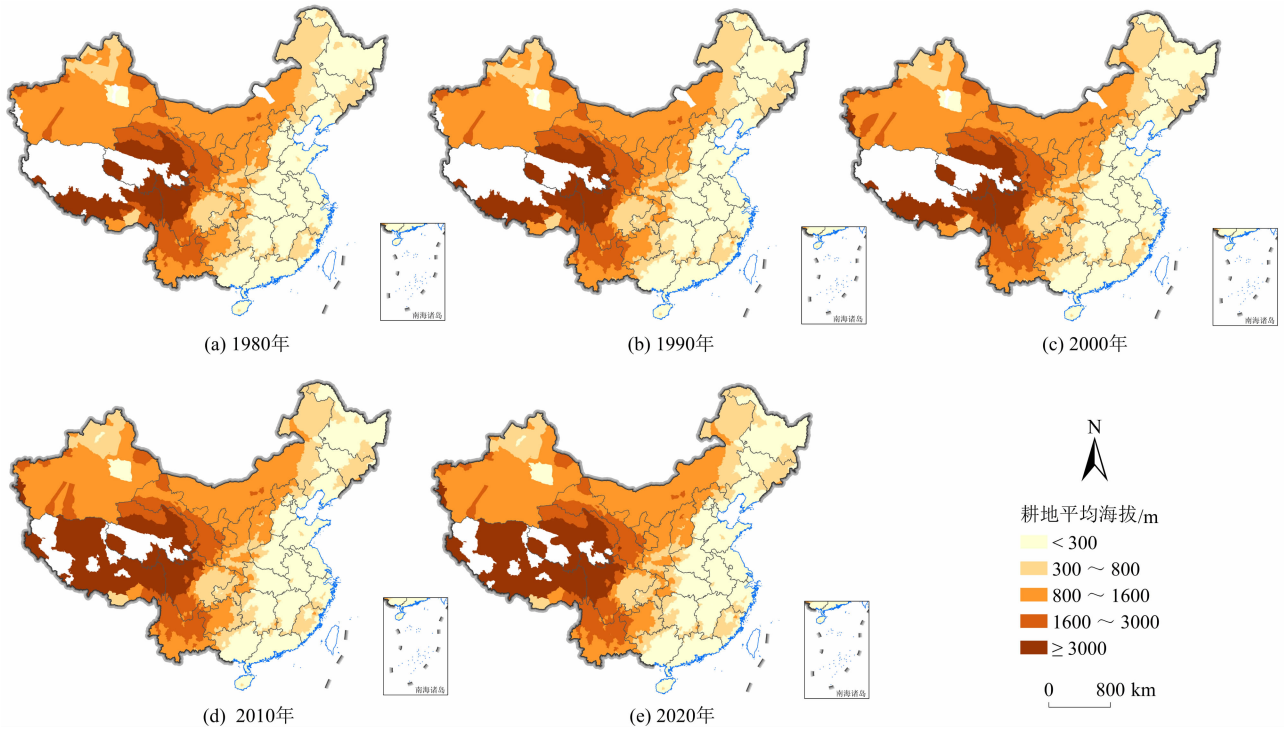 南海诸岛
南海诸岛
南海诸岛
(a) 1980年
(b) 1990年
(c) 2000年
N
耕地平均海拔/m
< 300
300 ～ 800
800 ～ 1600
1600 ～ 3000
≥ 3000
0 800 km
南海诸岛
南海诸岛
(d) 2010年
(e) 2020年